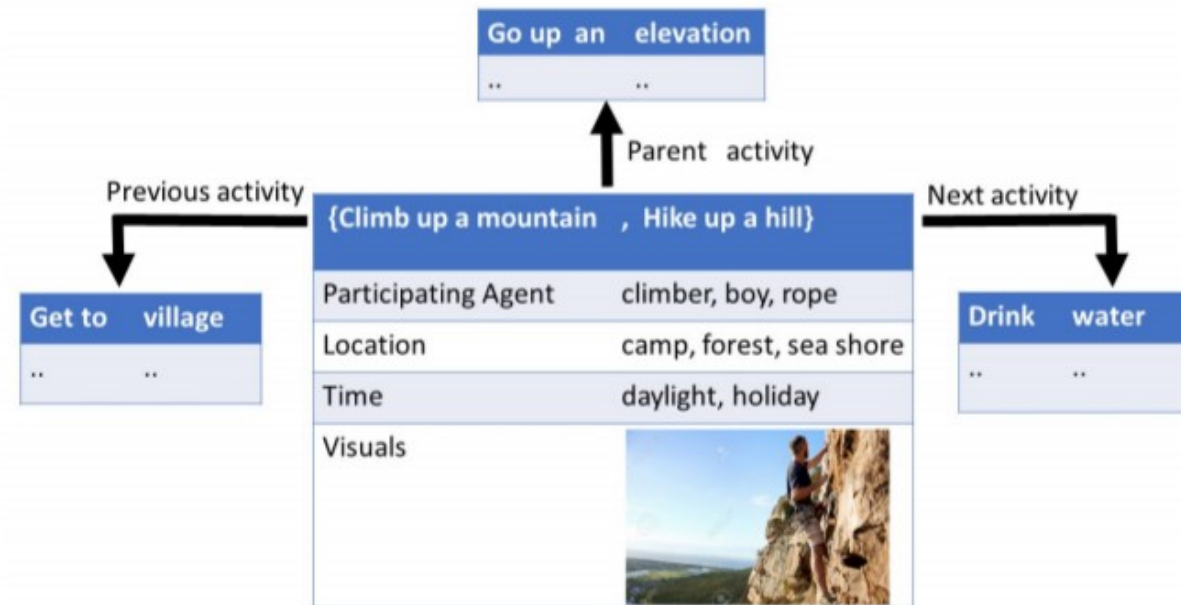 Go up an elevation
.. ..
Parent activity
Previous activity
Next activity
{Climb up a mountain , Hike up a hill}
Participating Agent climber, boy, rope
Location camp, forest, sea shore
Time daylight, holiday
Visuals
Get to village
.. ..
Drink water
.. ..